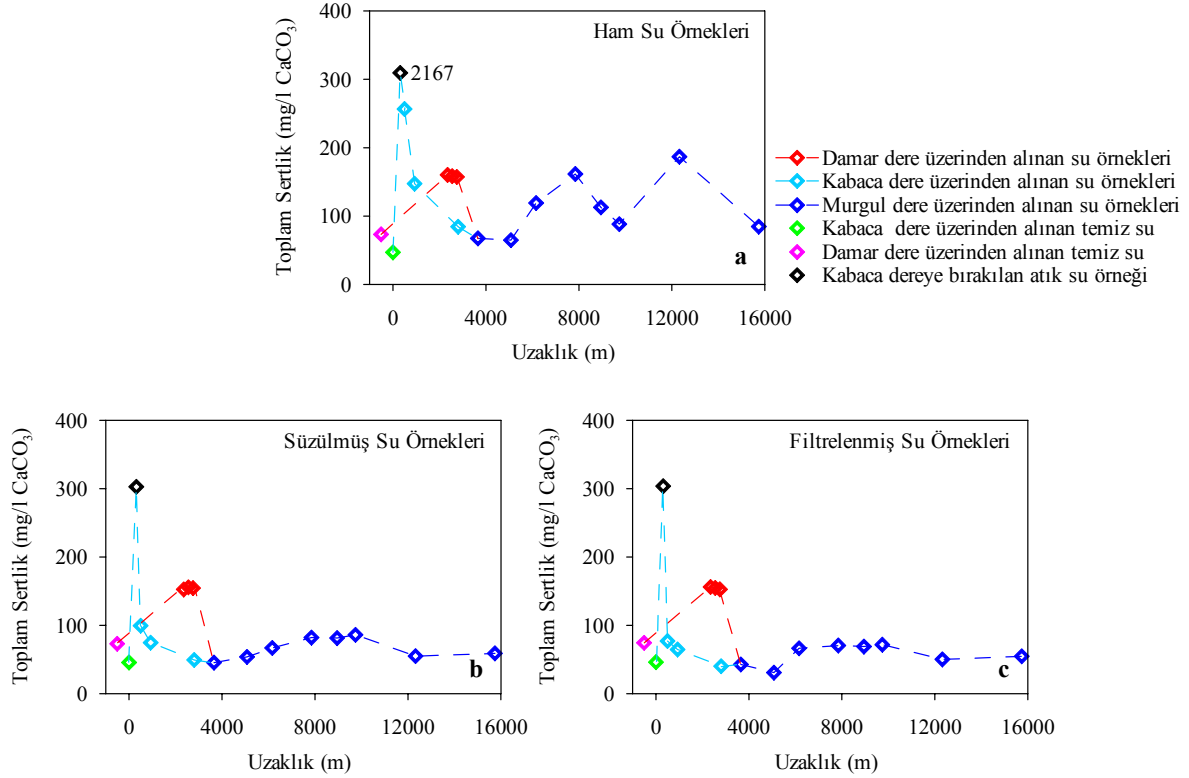 Ham Su Örnekleri
Toplam Sertlik (mg/l CaCO₃)
400
300
200
100
0
2167
a
0 4000 8000 12000 16000
Uzaklık (m)
Damar dere üzerinden alınan su örnekleri
Kabaca dere üzerinden alınan su örnekleri
Murgul dere üzerinden alınan su örnekleri
Kabaca dere üzerinden alınan temiz su
Damar dere üzerinden alınan temiz su
Kabaca dereye bırakılan atık su örneği
Süzülmüş Su Örnekleri
Toplam Sertlik (mg/l CaCO₃)
400
300
200
100
0
b
0 4000 8000 12000 16000
Uzaklık (m)
Filtrelenmiş Su Örnekleri
Toplam Sertlik (mg/l CaCO₃)
400
300
200
100
0
c
0 4000 8000 12000 16000
Uzaklık (m)